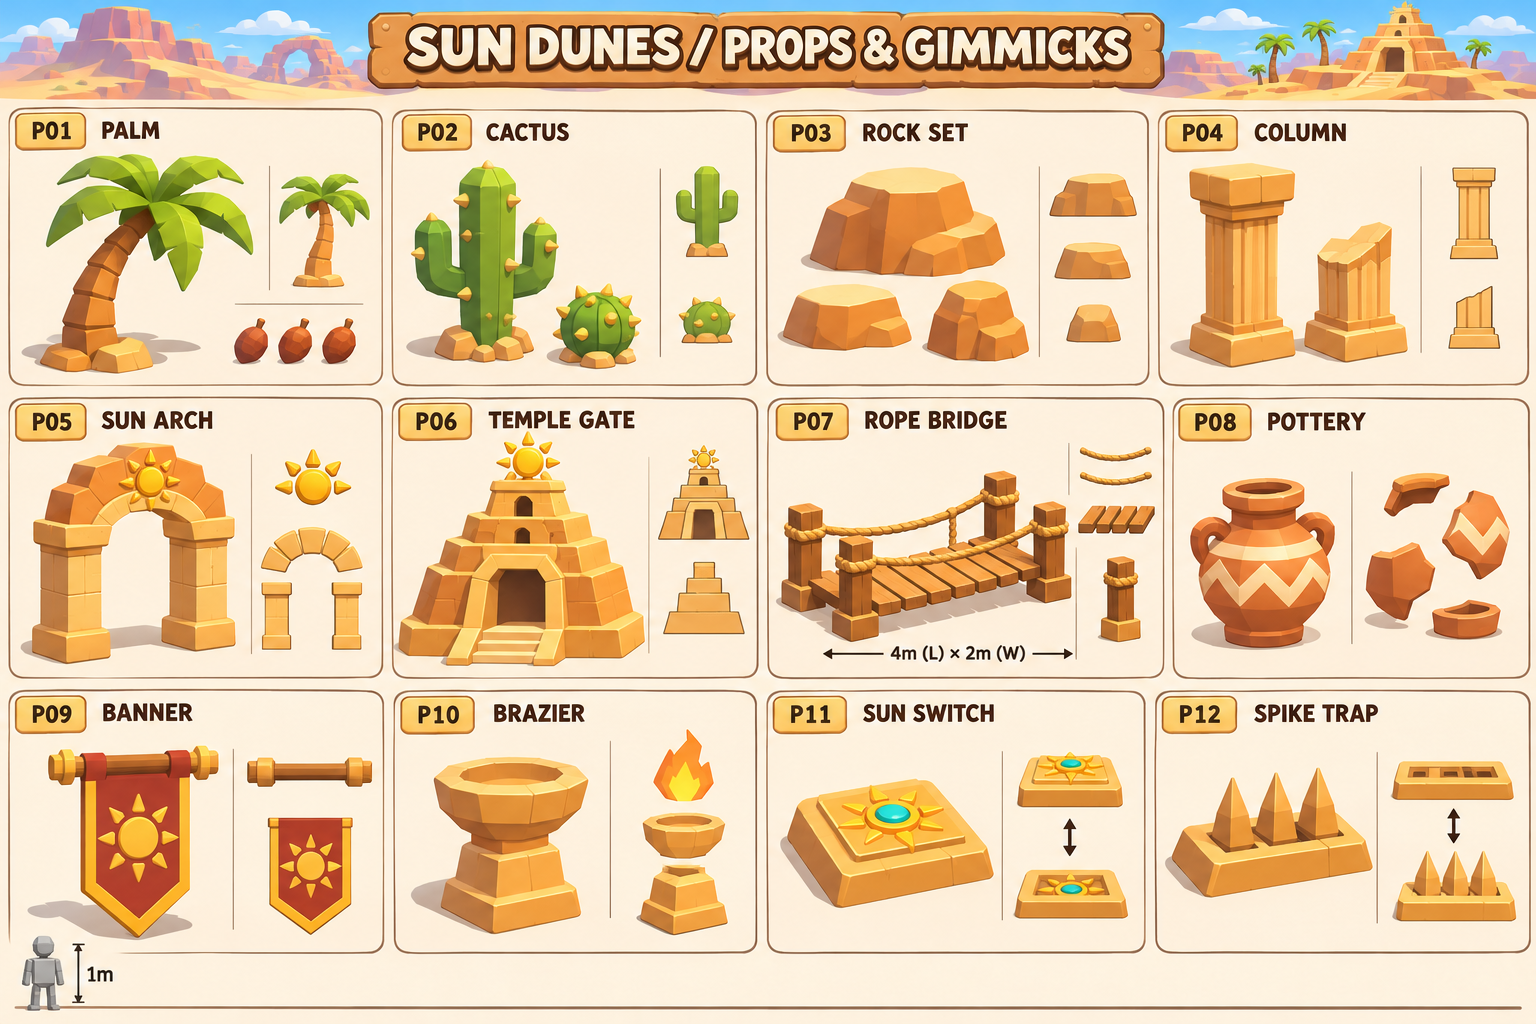 SUN DUNES / PROPS & GIMMICKS
P01 PALM
P02 CACTUS
P03 ROCK SET
P04 COLUMN
P05 SUN ARCH
P06 TEMPLE GATE
P07 ROPE BRIDGE
4m (L) × 2m (W)
P08 POTTERY
P09 BANNER
P10 BRAZIER
P11 SUN SWITCH
P12 SPIKE TRAP
1m